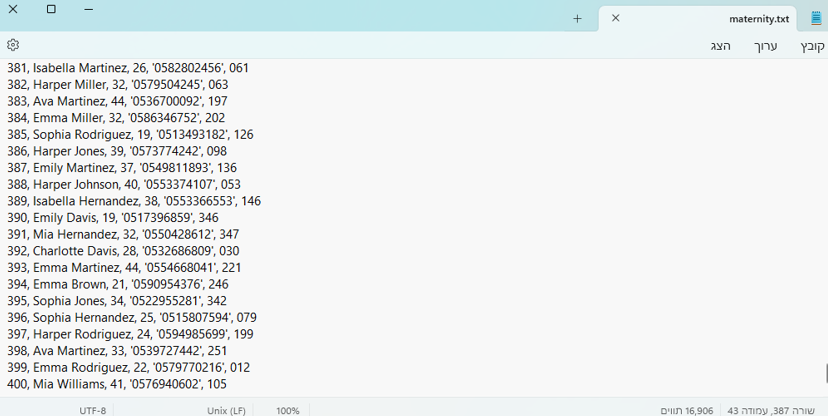 maternity.txt
קובץ
ערוך
הצג
381, Isabella Martinez, 26, '0582802456', 061
382, Harper Miller, 32, '0579504245', 063
383, Ava Martinez, 44, '0536700092', 197
384, Emma Miller, 32, '0586346752', 202
385, Sophia Rodriguez, 19, '0513493182', 126
386, Harper Jones, 39, '0573774242', 098
387, Emily Martinez, 37, '0549811893', 136
388, Harper Johnson, 40, '0553374107', 053
389, Isabella Hernandez, 38, '0553366553', 146
390, Emily Davis, 19, '0517396859', 346
391, Mia Hernandez, 32, '0550428612', 347
392, Charlotte Davis, 28, '0532686809', 030
393, Emma Martinez, 44, '0554668041', 221
394, Emma Brown, 21, '0590954376', 246
395, Sophia Jones, 34, '0522955281', 342
396, Sophia Hernandez, 25, '0515807594', 079
397, Harper Rodriguez, 24, '0594985699', 199
398, Ava Martinez, 33, '0539727442', 251
399, Emma Rodriguez, 22, '0579770216', 012
400, Mia Williams, 41, '0576940602', 105
שורה 387, עמודה 43
16,906 תווים
100%
Unix (LF)
UTF-8